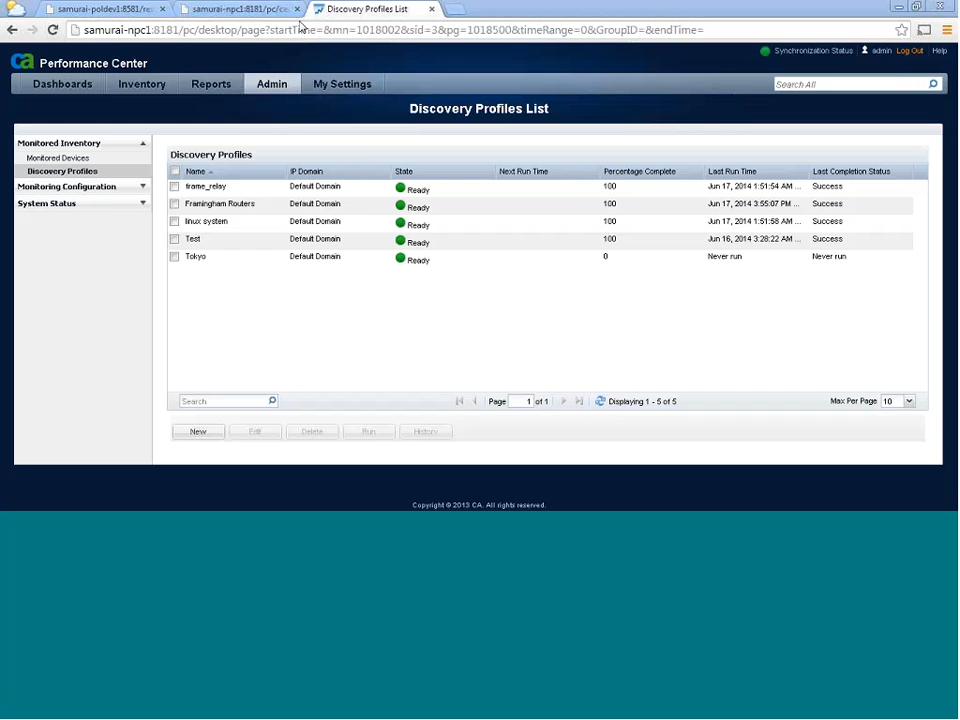 samurai-poldev1:8581/re:
samurai-npc1:8181/pc/ce
Discovery Profiles List
samurai-npc1:8181/pc/desktop/page?startTime=&mn=1018002&sid=3&pg=1018500&timeRange=0&GroupID=&endTime=
Synchronization Status admin Log Out Help
ca Performance Center
Dashboards Inventory Reports Admin My Settings Search All
Discovery Profiles List
Monitored Inventory
Monitored Devices
Discovery Profiles
Monitoring Configuration
System Status
Discovery Profiles
Name IP Domain State Next Run Time Percentage Complete Last Run Time Last Completion Status
frame_relay Default Domain Ready 100 Jun 17, 2014 1:51:54 AM ... Success
Framingham Routers Default Domain Ready 100 Jun 17, 2014 3:55:07 PM ... Success
linux system Default Domain Ready 100 Jun 17, 2014 1:51:58 AM ... Success
Test Default Domain Ready 100 Jun 16, 2014 3:28:22 AM ... Success
Tokyo Default Domain Ready 0 Never run Never run
Search Page 1 of 1 Displaying 1 - 5 of 5 Max Per Page 10
New Edit Delete Run History
Copyright © 2013 CA. All rights reserved.